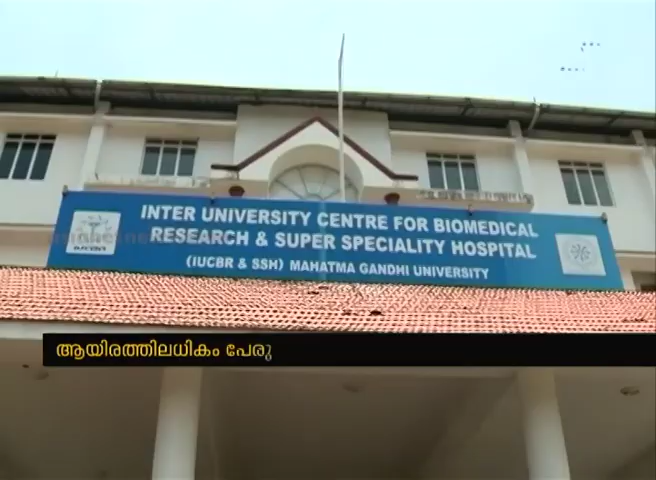 INTER UNIVERSITY CENTRE FOR BIOMEDICAL
RESEARCH & SUPER SPECIALITY HOSPITAL
(IUCBR & SSH) MAHATMA GANDHI UNIVERSITY
ആയിരത്തിലധികം പേരു